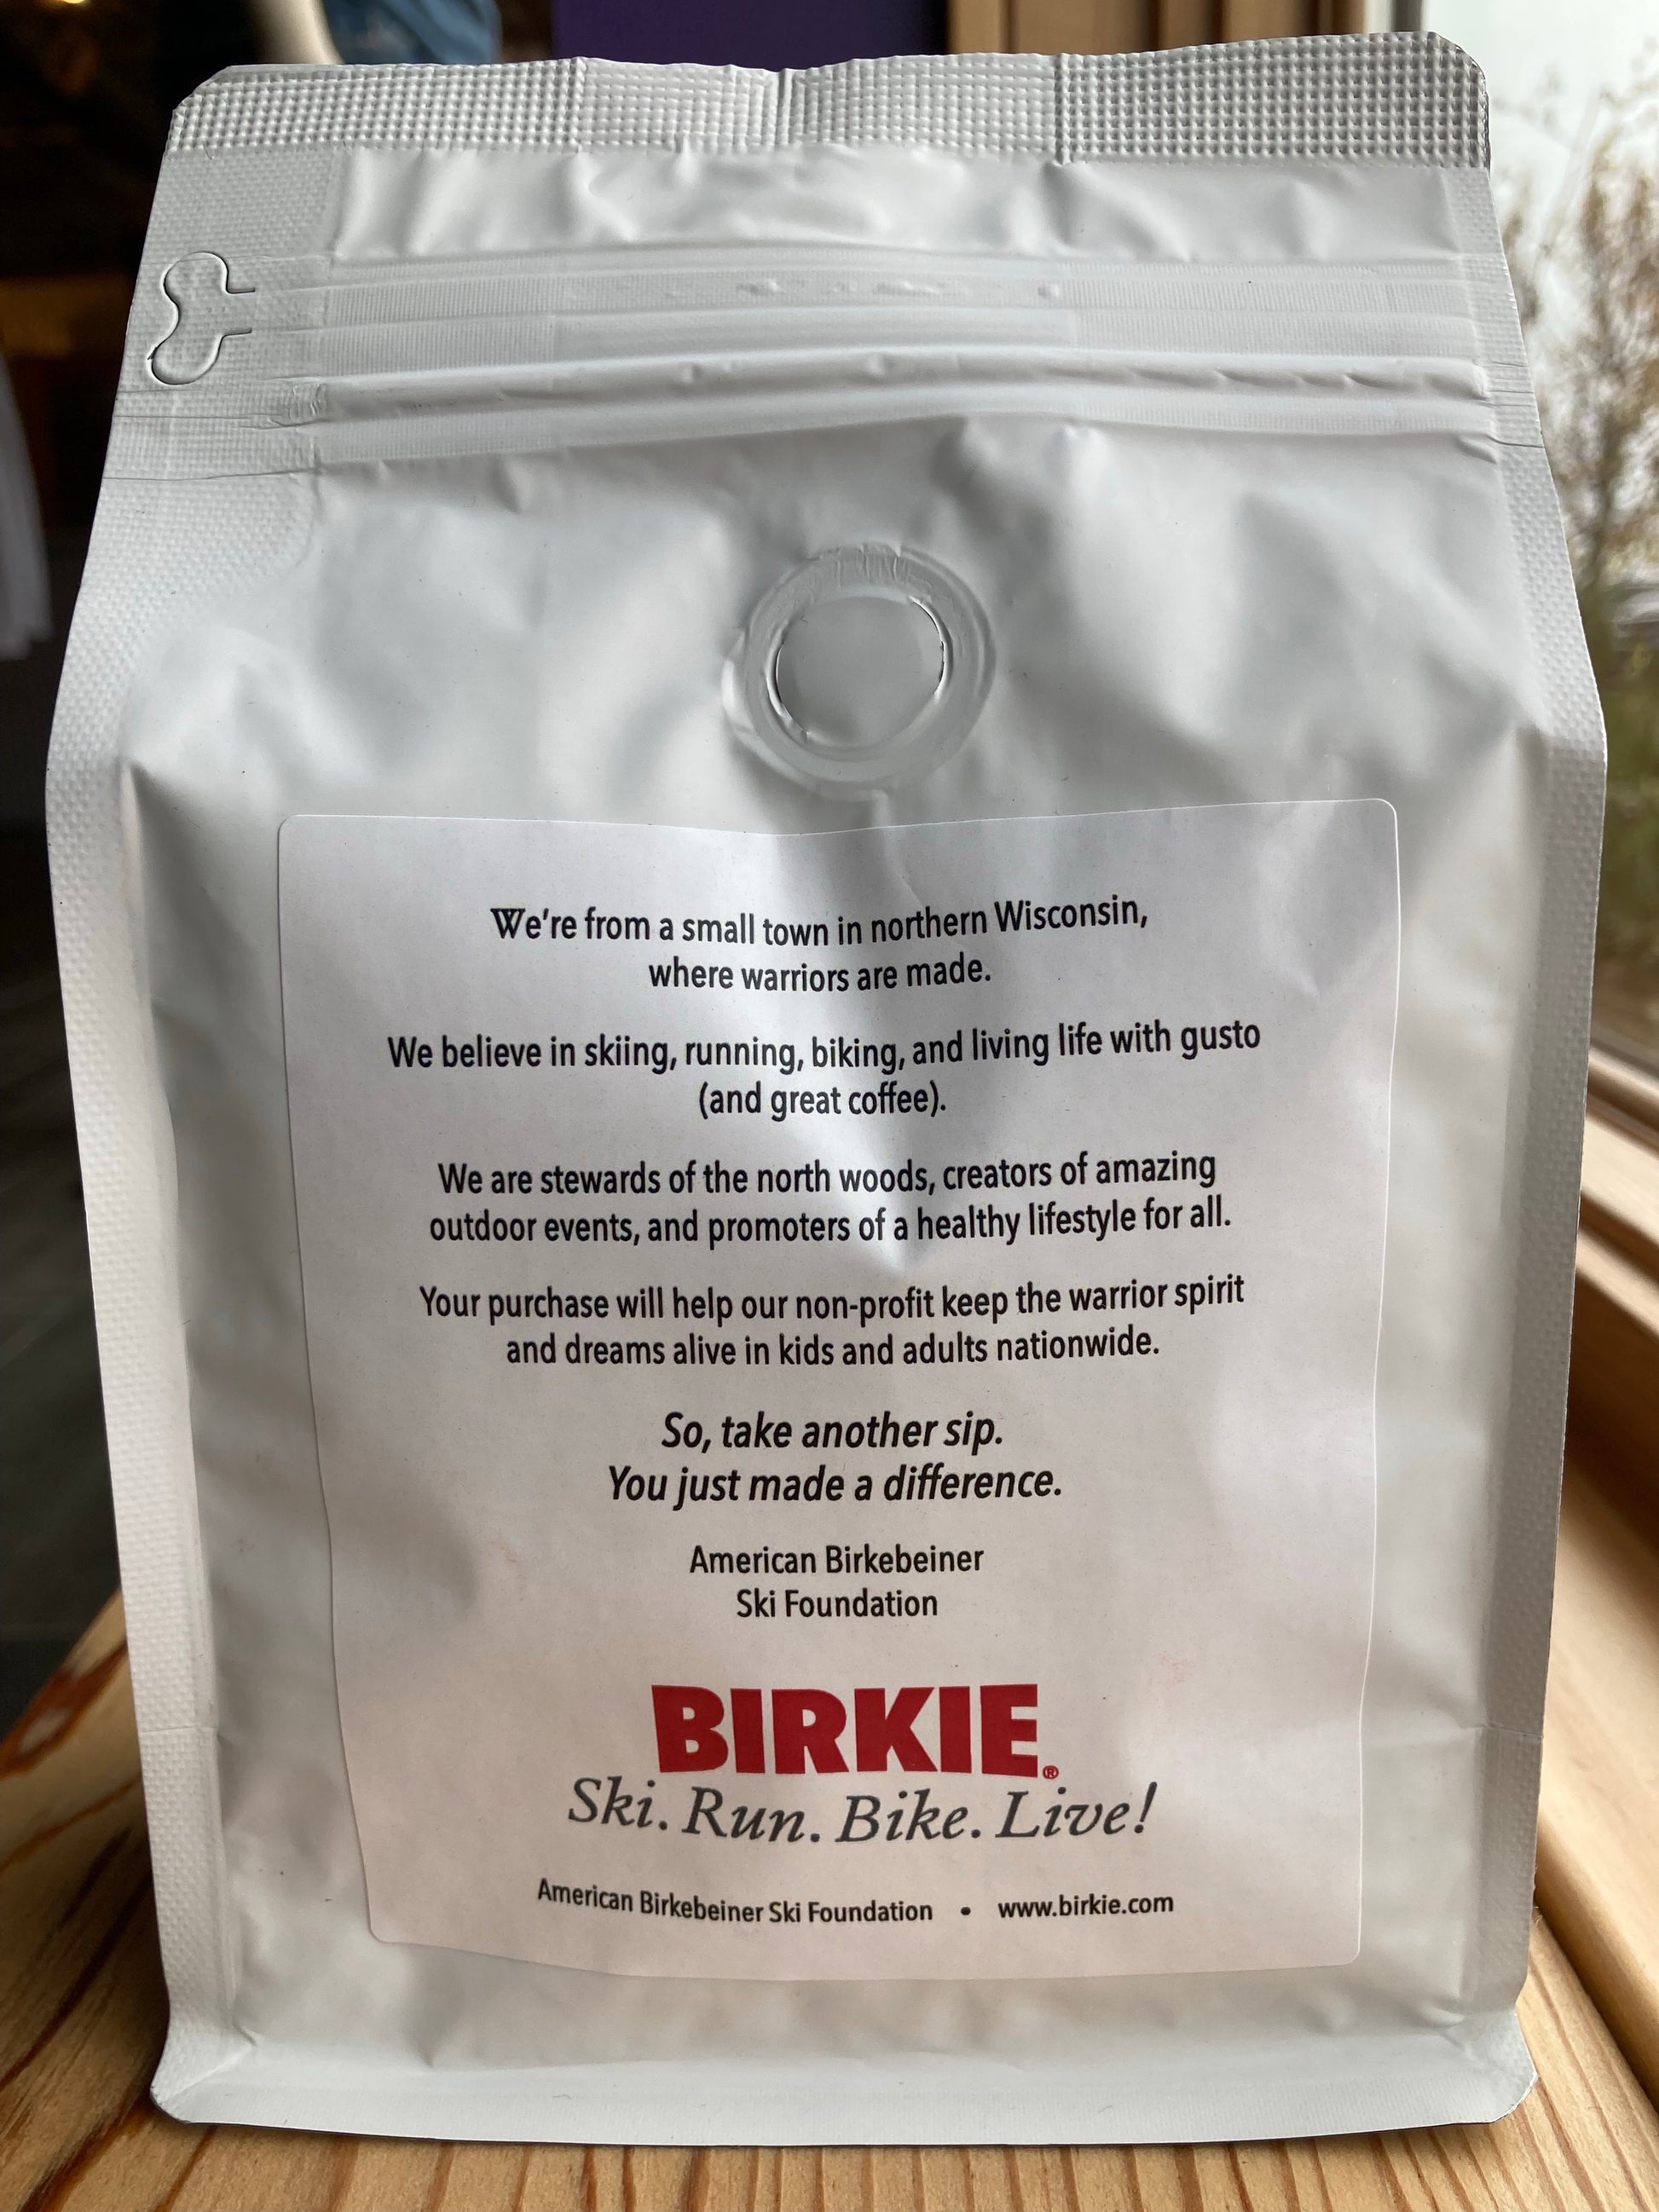 We're from a small town in northern Wisconsin,
where warriors are made.
We believe in skiing, running, biking, and living life with gusto
(and great coffee).
We are stewards of the north woods, creators of amazing
outdoor events, and promoters of a healthy lifestyle for all.
Your purchase will help our non-profit keep the warrior spirit
and dreams alive in kids and adults nationwide.
So, take another sip.
You just made a difference.
American Birkebeiner
Ski Foundation
BIRKIE®
Ski. Run. Bike. Live!
American Birkebeiner Ski Foundation • www.birkie.com